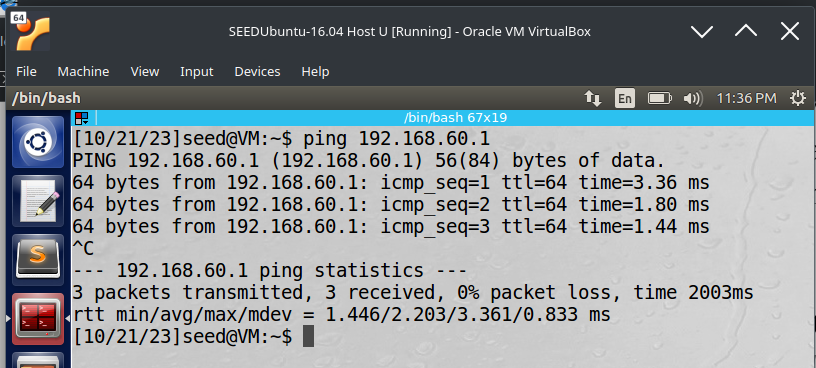 64
SEEDUbuntu-16.04 Host U [Running] - Oracle VM VirtualBox
File Machine View Input Devices Help
/bin/bash En 11:36 PM
/bin/bash 67x19
[10/21/23]seed@VM:~$ ping 192.168.60.1
PING 192.168.60.1 (192.168.60.1) 56(84) bytes of data.
64 bytes from 192.168.60.1: icmp_seq=1 ttl=64 time=3.36 ms
64 bytes from 192.168.60.1: icmp_seq=2 ttl=64 time=1.80 ms
64 bytes from 192.168.60.1: icmp_seq=3 ttl=64 time=1.44 ms
^C
--- 192.168.60.1 ping statistics ---
3 packets transmitted, 3 received, 0% packet loss, time 2003ms
rtt min/avg/max/mdev = 1.446/2.203/3.361/0.833 ms
[10/21/23]seed@VM:~$